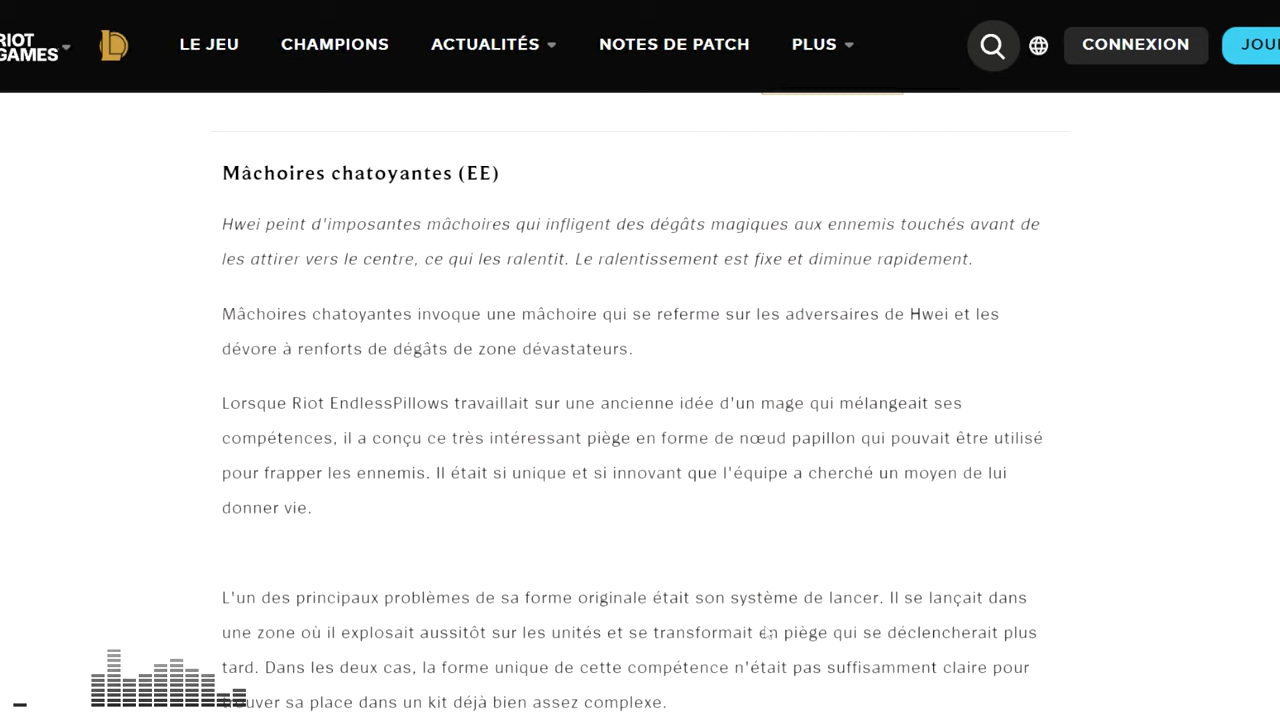 RIOT GAMES
LE JEU
CHAMPIONS
ACTUALITÉS
NOTES DE PATCH
PLUS
CONNEXION
JOU
Mâchoires chatoyantes (EE)
Hwei peint d'imposantes mâchoires qui infligent des dégâts magiques aux ennemis touchés avant de
les attirer vers le centre, ce qui les ralentit. Le ralentissement est fixe et diminue rapidement.
Mâchoires chatoyantes invoque une mâchoire qui se referme sur les adversaires de Hwei et les
dévore à renforts de dégâts de zone dévastateurs.
Lorsque Riot EndlessPillows travaillait sur une ancienne idée d'un mage qui mélangeait ses
compétences, il a conçu ce très intéressant piège en forme de nœud papillon qui pouvait être utilisé
pour frapper les ennemis. Il était si unique et si innovant que l'équipe a cherché un moyen de lui
donner vie.
L'un des principaux problèmes de sa forme originale était son système de lancer. Il se lançait dans
une zone où il explosait aussitôt sur les unités et se transformait en piège qui se déclencherait plus
tard. Dans les deux cas, la forme unique de cette compétence n'était pas suffisamment claire pour
trouver sa place dans un kit déjà bien assez complexe.